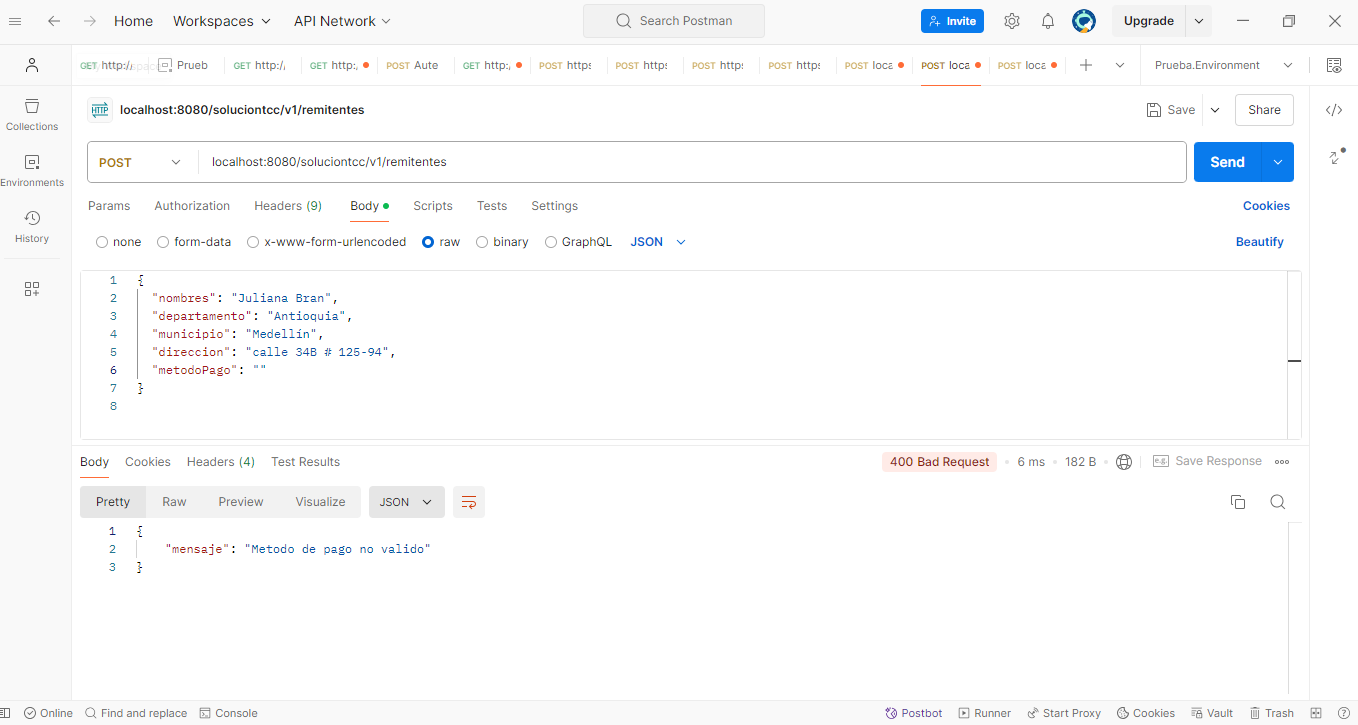 Home Workspaces API Network Search Postman Invite Upgrade
GET http:/ Prueb GET http:/ GET http:, POST Aute GET http:, POST https POST https POST https POST https POST loca POST loca POST loca Prueba.Environment
HTTP localhost:8080/soluciontcc/v1/remitentes Save Share
Collections
Environments
History
POST localhost:8080/soluciontcc/v1/remitentes Send
Params Authorization Headers (9) Body Scripts Tests Settings Cookies
none form-data x-www-form-urlencoded raw binary GraphQL JSON Beautify
1 {
2 "nombres": "Juliana Bran",
3 "departamento": "Antioquia",
4 "municipio": "Medellín",
5 "direccion": "calle 34B # 125-94",
6 "metodoPago": ""
7 }
8
Body Cookies Headers (4) Test Results 400 Bad Request 6 ms 182 B e.g. Save Response
Pretty Raw Preview Visualize JSON
1 {
2 "mensaje": "Metodo de pago no valido"
3 }
Online Find and replace Console Postbot Runner Start Proxy Cookies Vault Trash